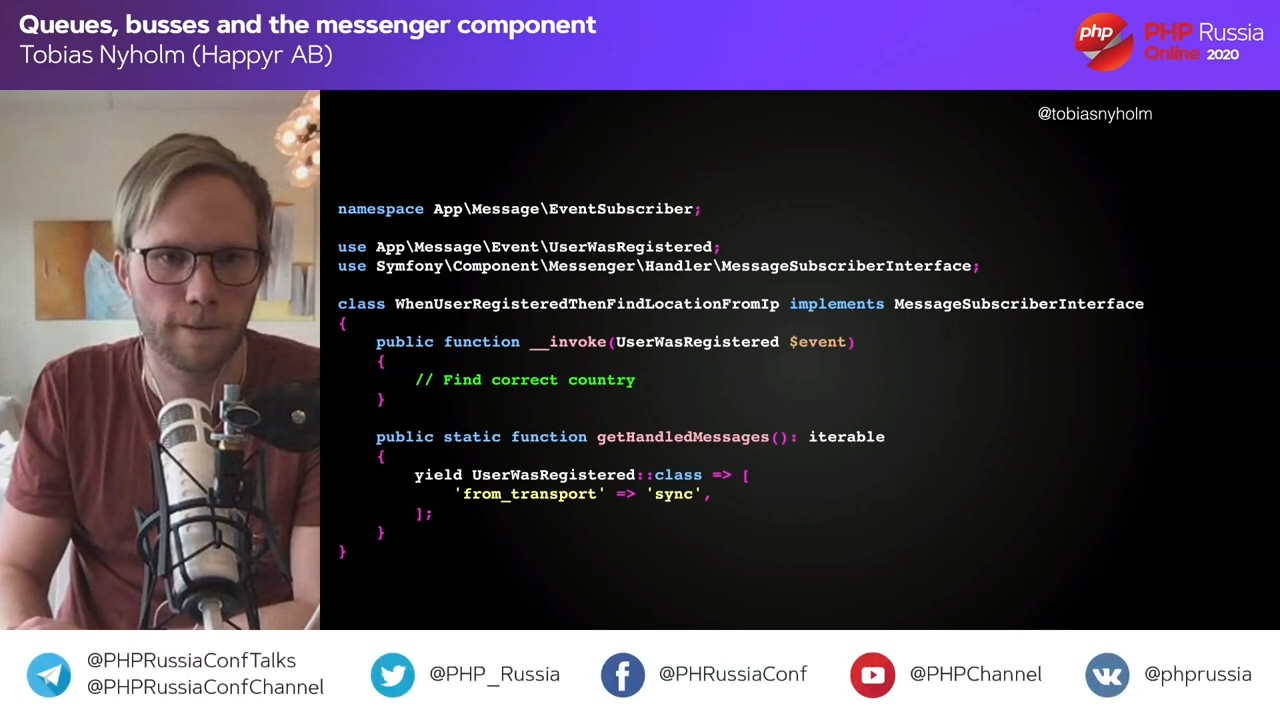 Queues, busses and the messenger component
Tobias Nyholm (Happyr AB)
php
PHP Russia
Online 2020
@tobiasnyholm
namespace App\Message\EventSubscriber;
use App\Message\Event\UserWasRegistered;
use Symfony\Component\Messenger\Handler\MessageSubscriberInterface;
class WhenUserRegisteredThenFindLocationFromIp implements MessageSubscriberInterface
{
    public function __invoke(UserWasRegistered $event)
    {
        // Find correct country
    }
    public static function getHandledMessages(): iterable
    {
        yield UserWasRegistered::class => [
            'from_transport' => 'sync',
        ];
    }
}
@PHPRussiaConfTalks
@PHPRussiaConfChannel
@PHP_Russia
@PHRussiaConf
@PHPChannel
@phprussia